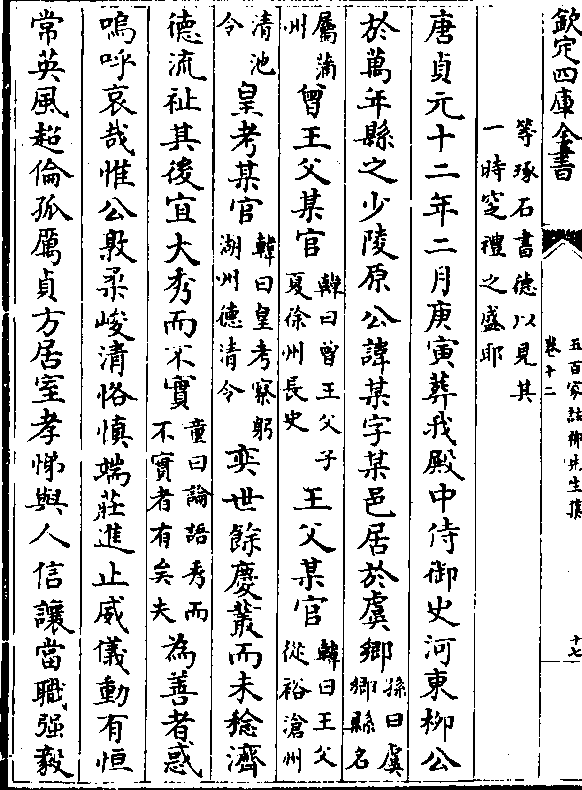 欽定四庫全書
五百家註栁先生集
卷十二
十七
等琢石書德以見其
一時窆禮之盛耶
唐貞元十二年二月庚寅葬我殿中侍御史河東栁公
於萬年縣之少陵原公諱某字某邑居於虞鄉孫曰虞鄉縣名
屬蒲州曾王父某官韓曰曾王父子夏徐州長史王父某官韓曰王父從裕滄州
清池令皇考某官韓曰皇考察躬湖州德清令奕世餘慶叢而未稔濟
德流祉其後宜大秀而不實童曰論語秀而不實者有矣夫為善者惑
嗚呼哀哉惟公敦柔峻清恪慎端莊進止威儀動有恒
常英風超倫孤厲貞方居室孝悌與人信讓當職强毅